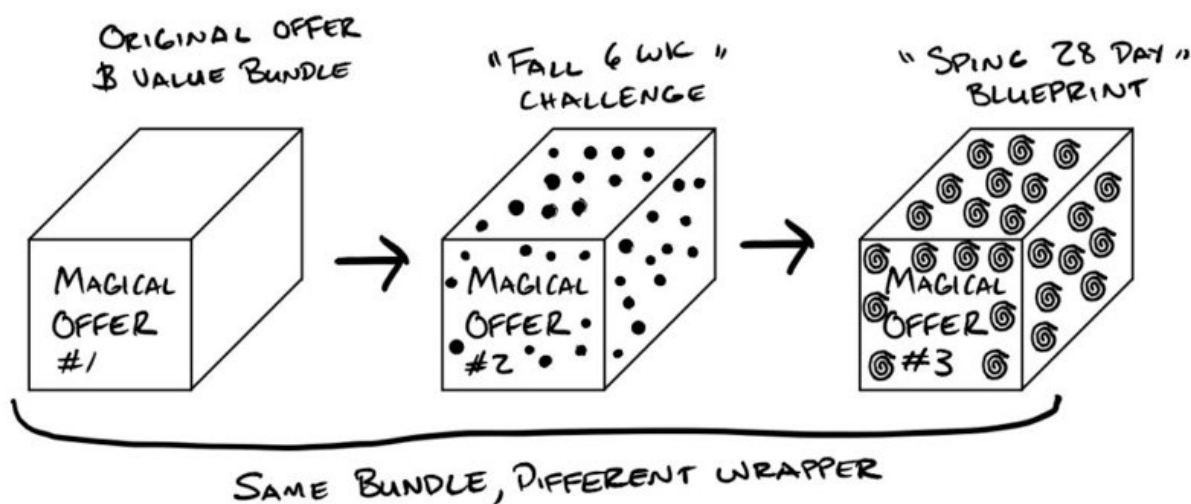 ORIGINAL OFFER
$ VALUE BUNDLE
"FALL 6 WK"
CHALLENGE
"SPING 28 DAY"
BLUEPRINT
MAGICAL
OFFER
#1
MAGICAL
OFFER
#2
MAGICAL
OFFER
#3
SAME BUNDLE, DIFFERENT WRAPPER